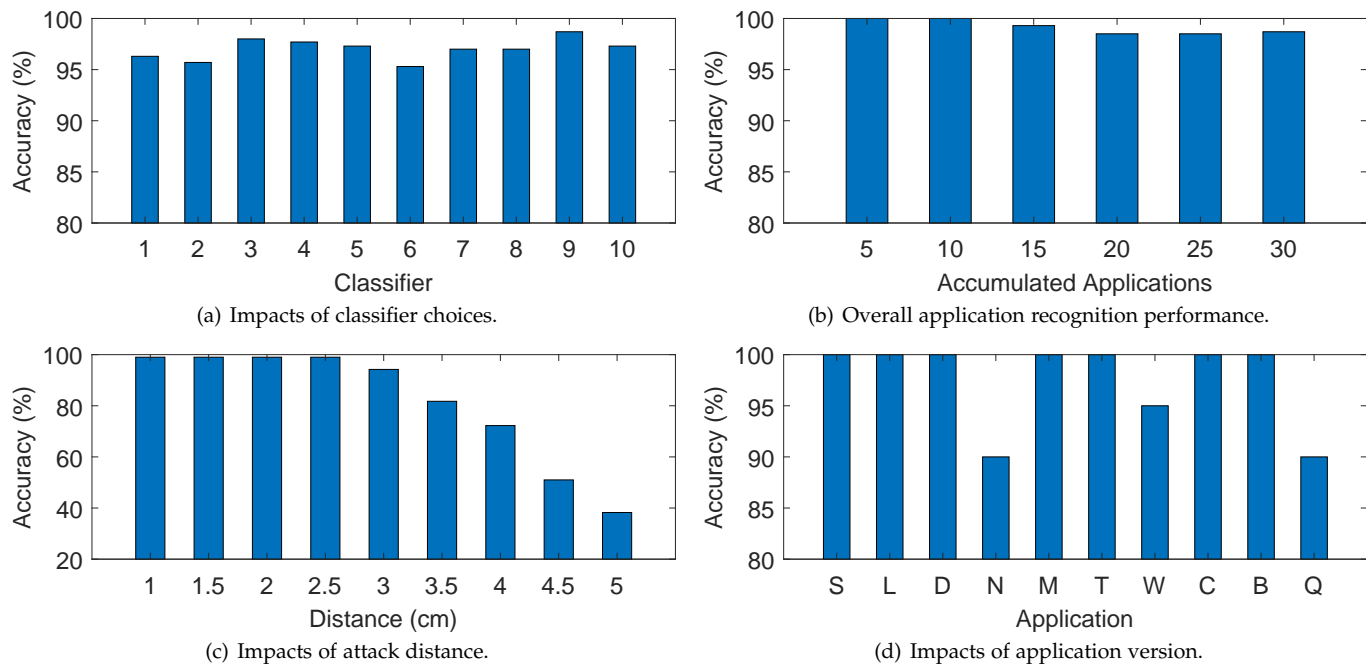 100
95
90
85
80
Accuracy (%)
1 2 3 4 5 6 7 8 9 10
Classifier
(a) Impacts of classifier choices.
100
95
90
85
80
Accuracy (%)
5 10 15 20 25 30
Accumulated Applications
(b) Overall application recognition performance.
100
80
60
40
20
Accuracy (%)
1 1.5 2 2.5 3 3.5 4 4.5 5
Distance (cm)
(c) Impacts of attack distance.
100
95
90
85
80
Accuracy (%)
S L D N M T W C B Q
Application
(d) Impacts of application version.